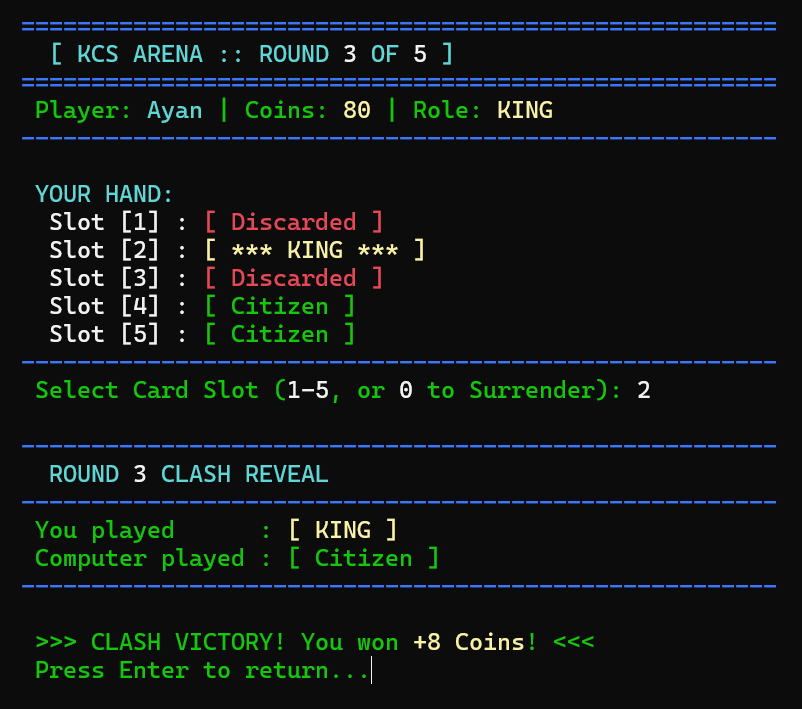 [ KCS ARENA :: ROUND 3 OF 5 ]
Player: Ayan | Coins: 80 | Role: KING
YOUR HAND:
Slot [1] : [ Discarded ]
Slot [2] : [ *** KING *** ]
Slot [3] : [ Discarded ]
Slot [4] : [ Citizen ]
Slot [5] : [ Citizen ]
Select Card Slot (1-5, or 0 to Surrender): 2
ROUND 3 CLASH REVEAL
You played      : [ KING ]
Computer played : [ Citizen ]
>>> CLASH VICTORY! You won +8 Coins! <<<
Press Enter to return...